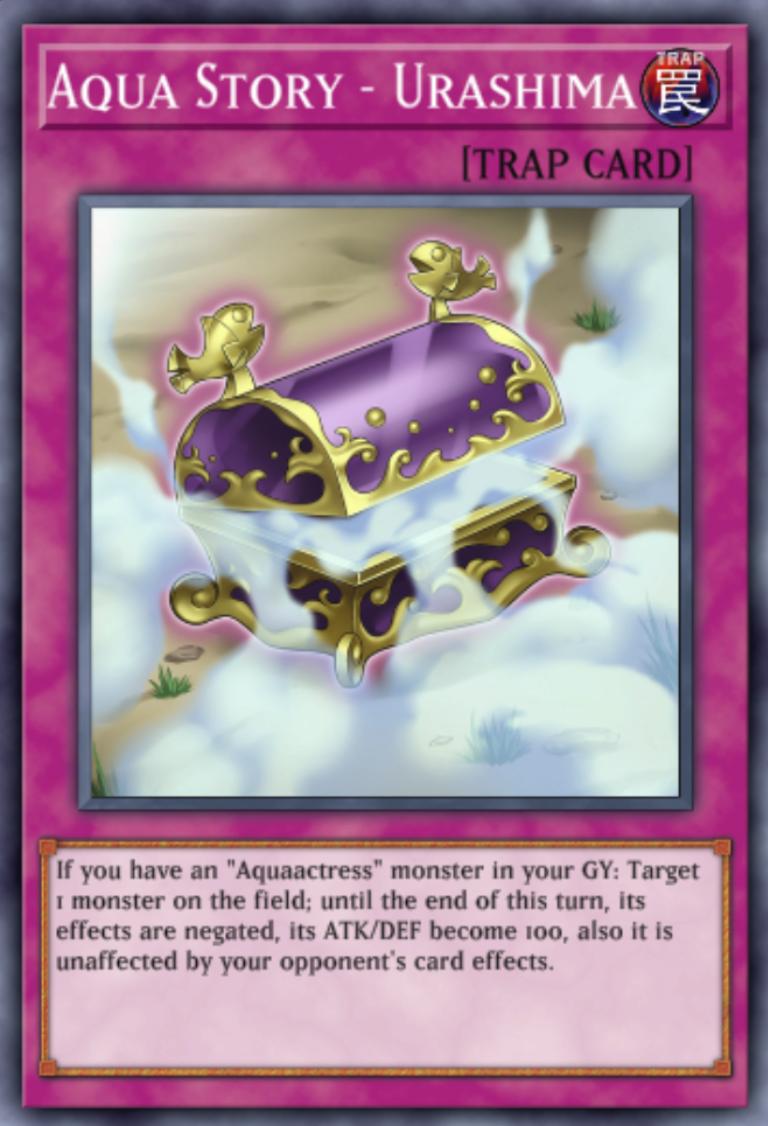 AQUA STORY - URASHIMA
TRAP
罠
[TRAP CARD]
If you have an "Aquaactress" monster in your GY: Target
1 monster on the field; until the end of this turn, its
effects are negated, its ATK/DEF become 100, also it is
unaffected by your opponent's card effects.